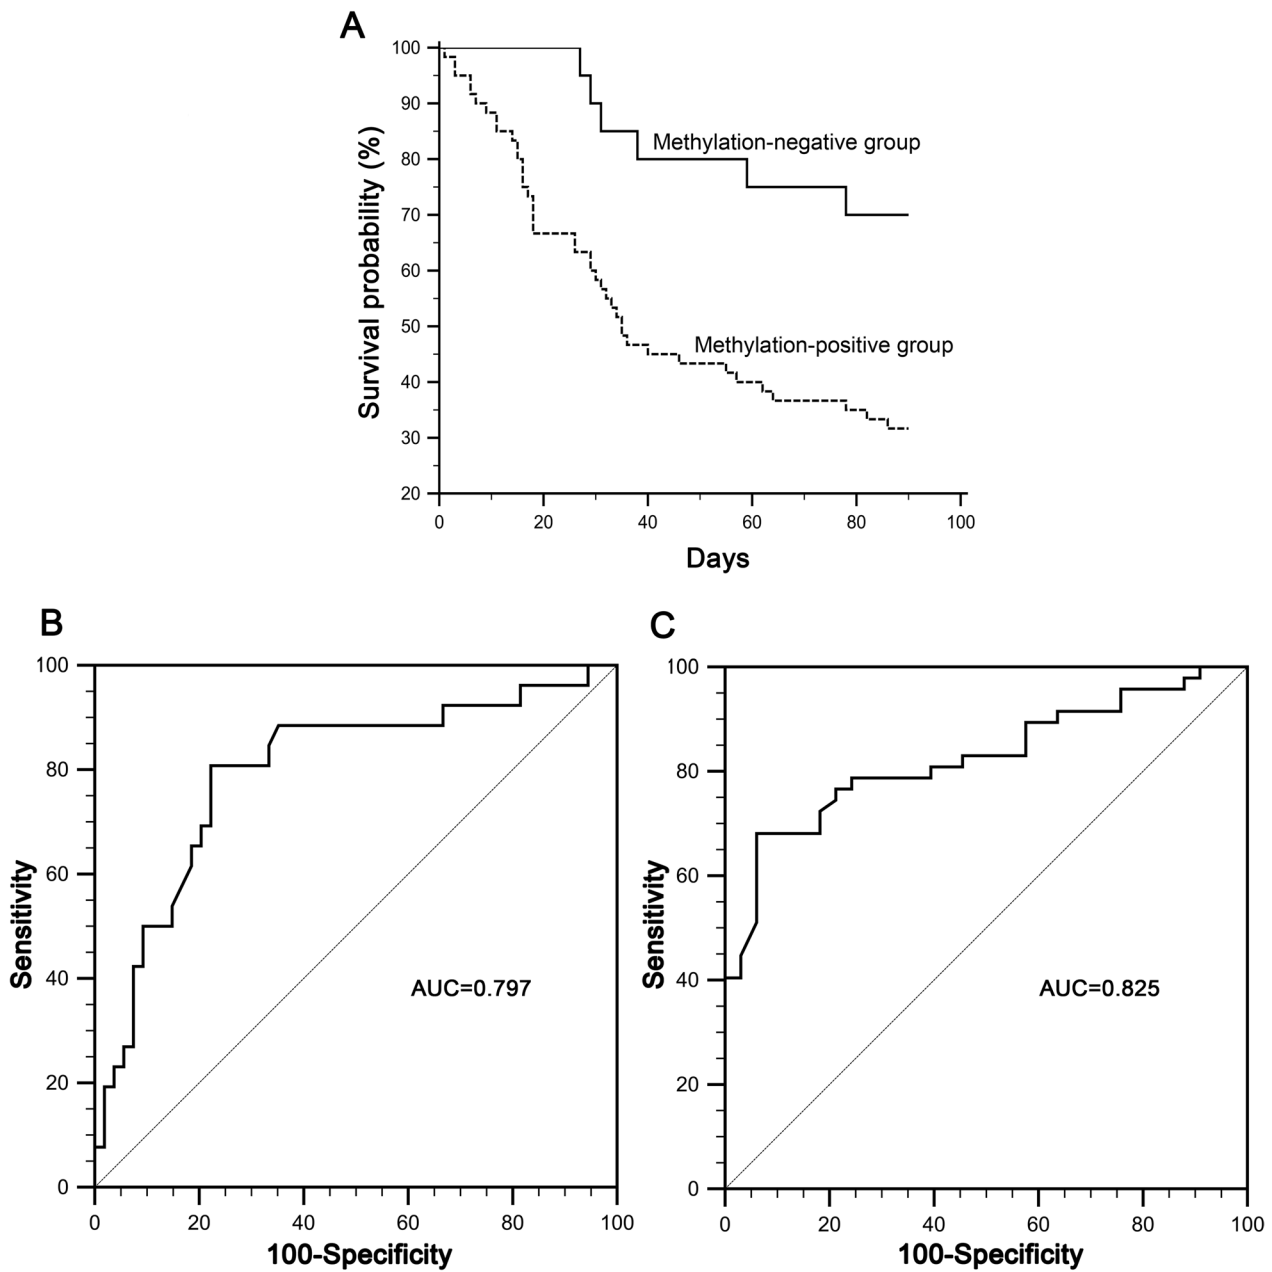 A
100
90
80
70
60
50
40
30
20
Survival probability (%)
Methylation-negative group
Methylation-positive group
0 20 40 60 80 100
Days
B
100
80
60
40
20
0
Sensitivity
AUC=0.797
0 20 40 60 80 100
100-Specificity
C
100
80
60
40
20
0
Sensitivity
AUC=0.825
0 20 40 60 80 100
100-Specificity